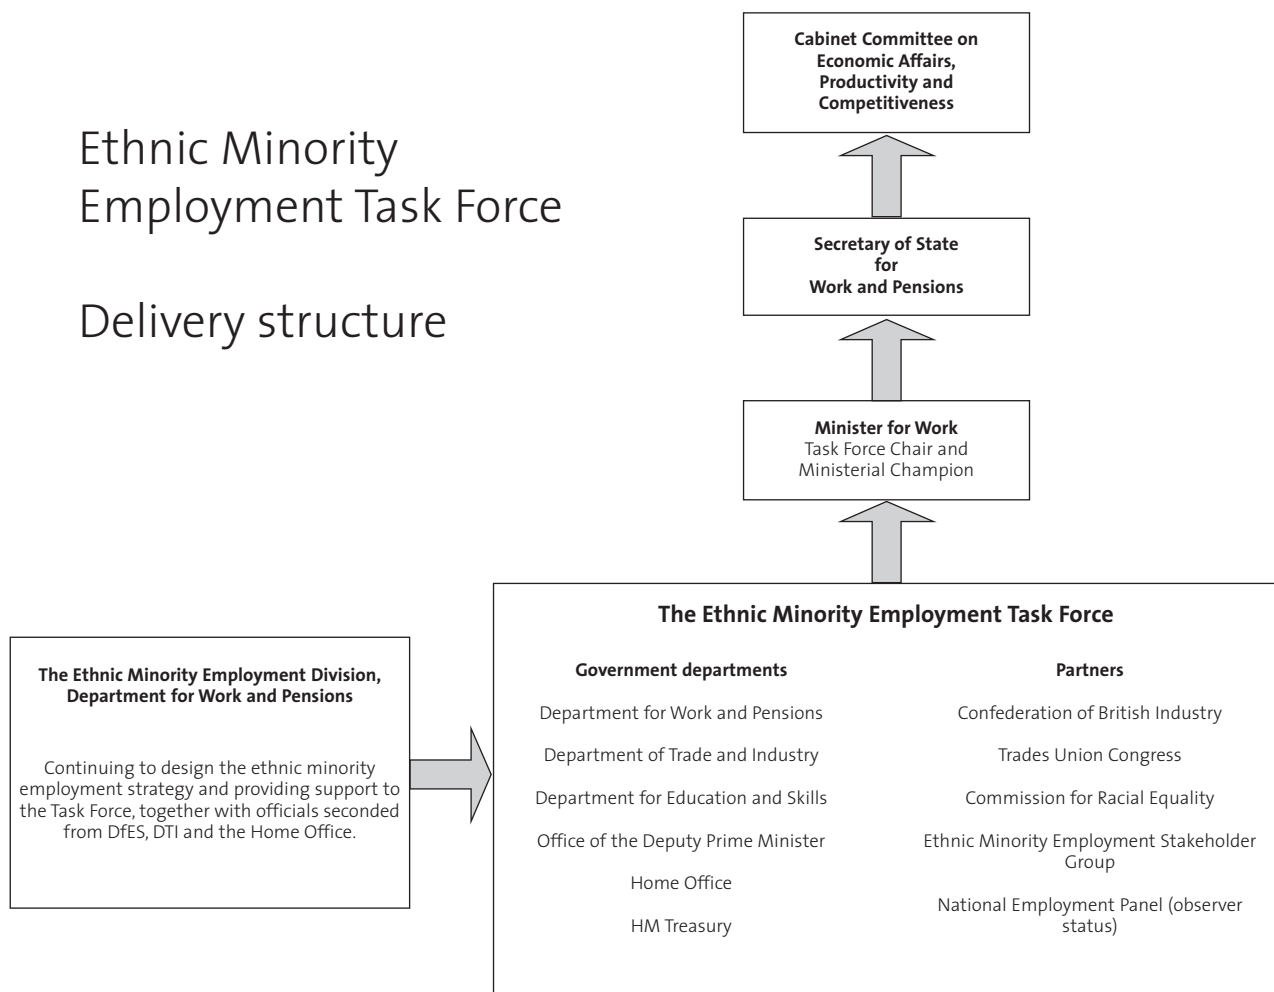 Ethnic Minority
Employment Task Force
Delivery structure
Cabinet Committee on
Economic Affairs,
Productivity and
Competitiveness
Secretary of State
for
Work and Pensions
Minister for Work
Task Force Chair and
Ministerial Champion
The Ethnic Minority Employment Division,
Department for Work and Pensions
Continuing to design the ethnic minority
employment strategy and providing support to
the Task Force, together with officials seconded
from DfES, DTI and the Home Office.
The Ethnic Minority Employment Task Force
Government departments
Department for Work and Pensions
Department of Trade and Industry
Department for Education and Skills
Office of the Deputy Prime Minister
Home Office
HM Treasury
Partners
Confederation of British Industry
Trades Union Congress
Commission for Racial Equality
Ethnic Minority Employment Stakeholder
Group
National Employment Panel (observer
status)